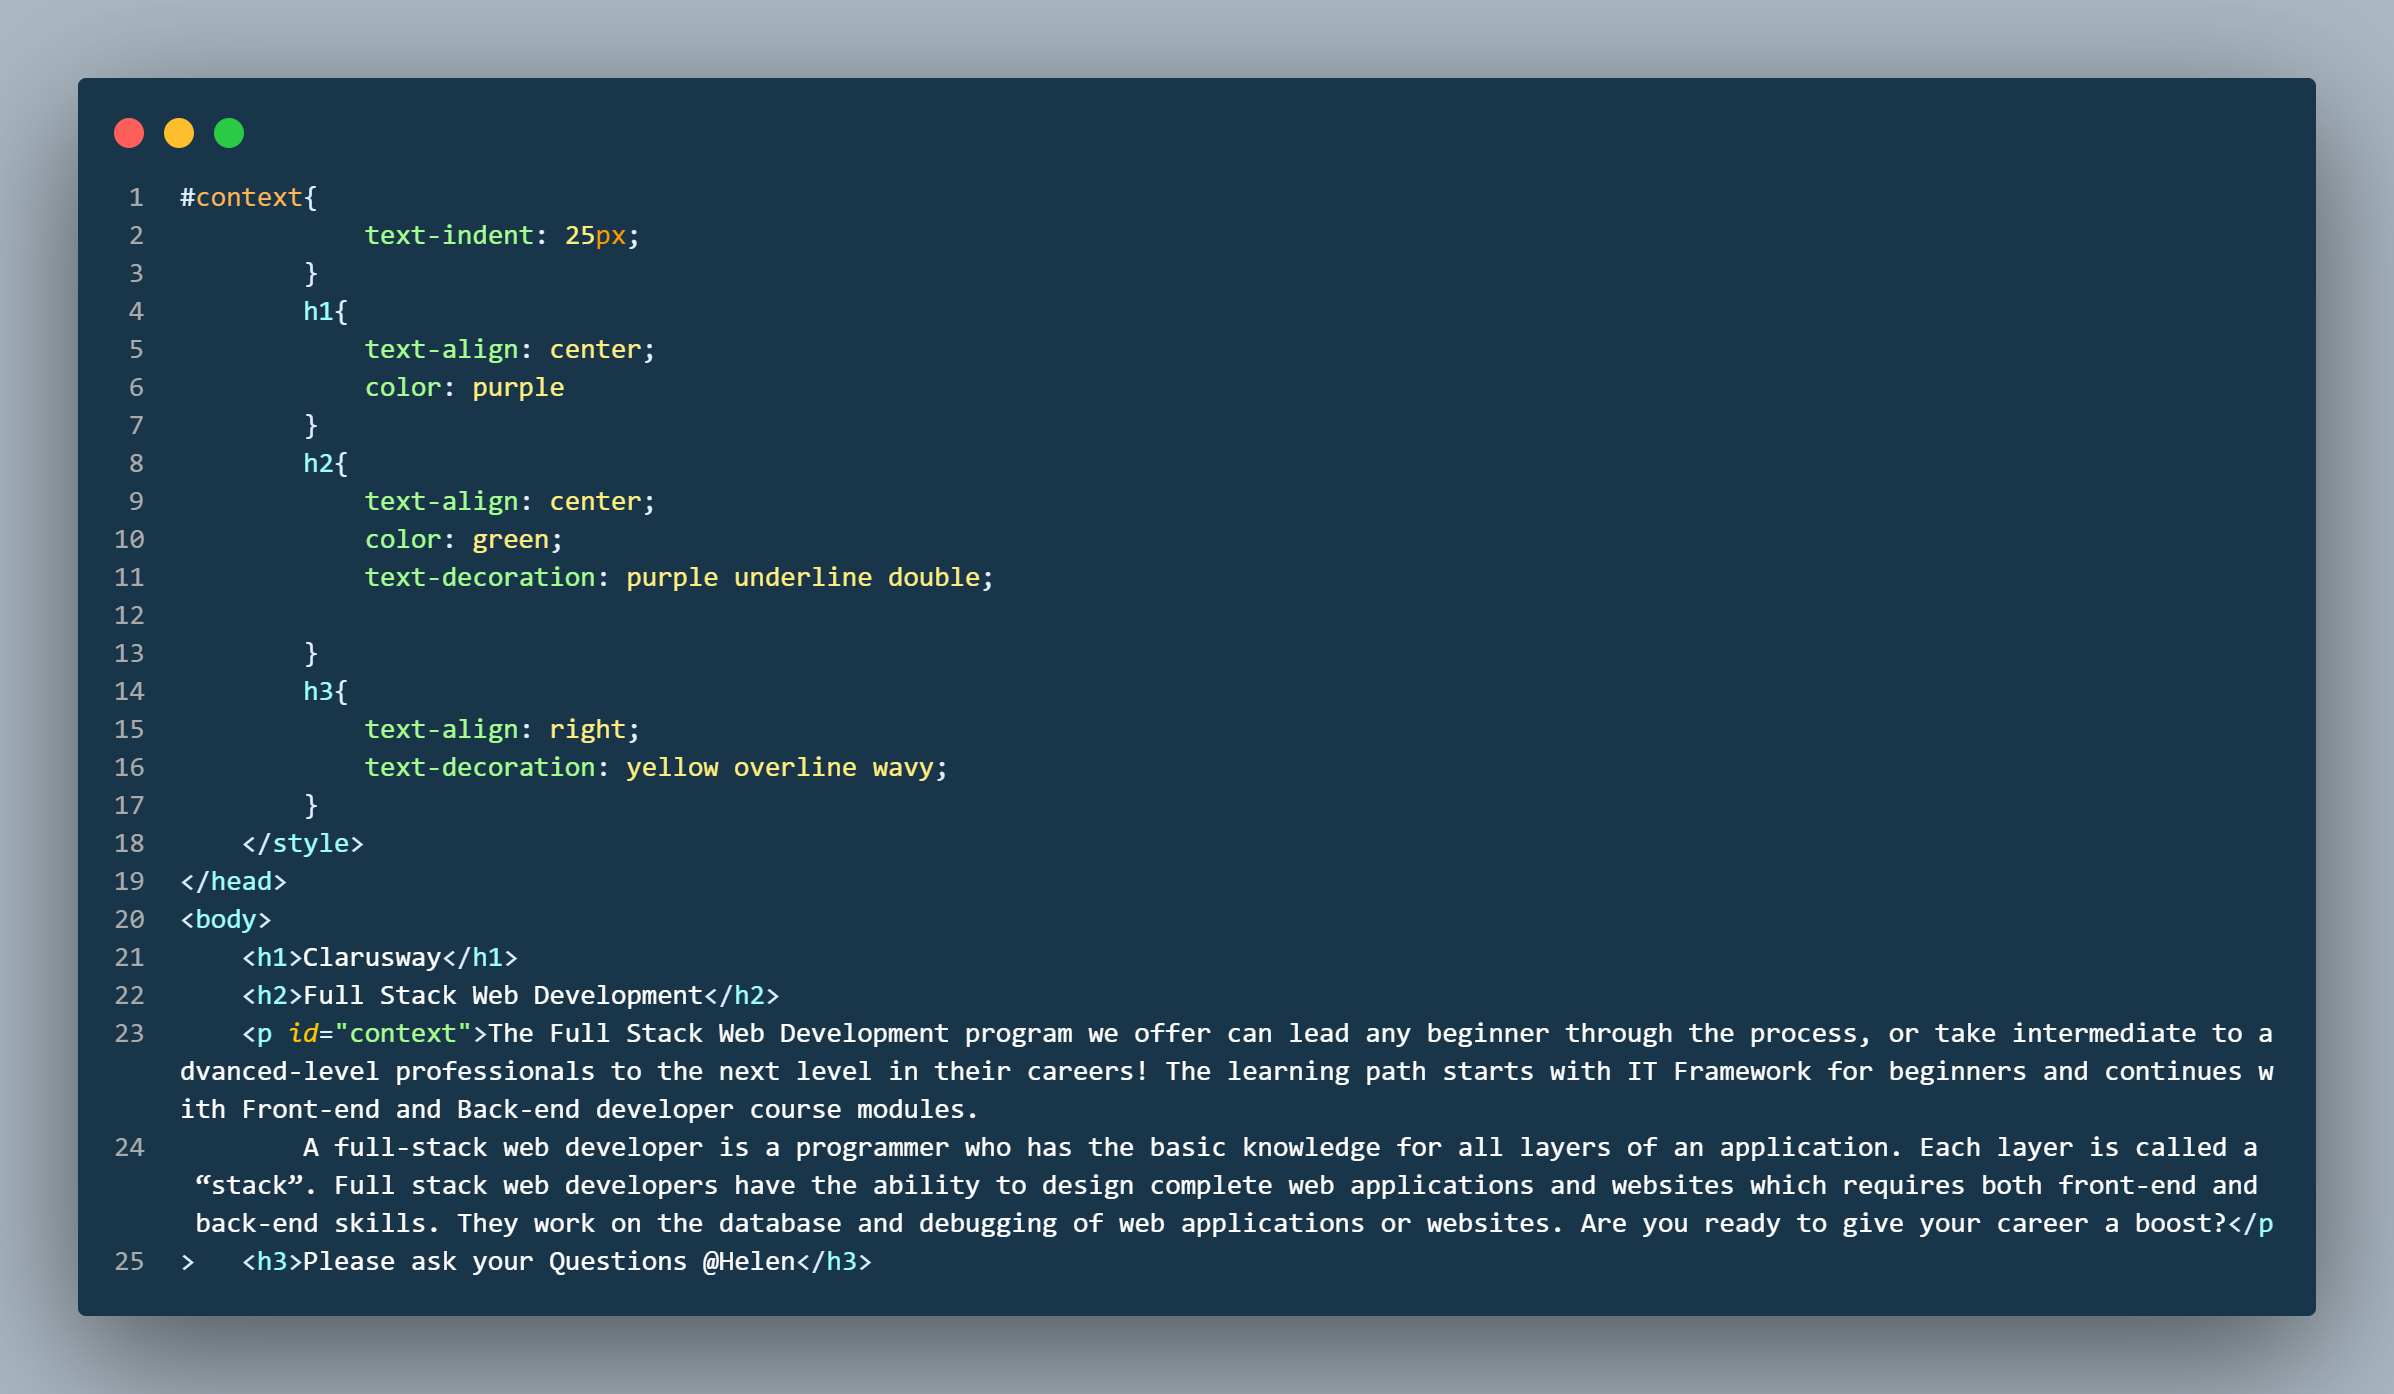 1 #context{
2 text-indent: 25px;
3 }
4 h1{
5 text-align: center;
6 color: purple
7 }
8 h2{
9 text-align: center;
10 color: green;
11 text-decoration: purple underline double;
12
13 }
14 h3{
15 text-align: right;
16 text-decoration: yellow overline wavy;
17 }
18 </style>
19 </head>
20 <body>
21 <h1>Clarusway</h1>
22 <h2>Full Stack Web Development</h2>
23 <p id="context">The Full Stack Web Development program we offer can lead any beginner through the process, or take intermediate to a
dvanced-level professionals to the next level in their careers! The learning path starts with IT Framework for beginners and continues w
ith Front-end and Back-end developer course modules.
24 A full-stack web developer is a programmer who has the basic knowledge for all layers of an application. Each layer is called a
“stack”. Full stack web developers have the ability to design complete web applications and websites which requires both front-end and
back-end skills. They work on the database and debugging of web applications or websites. Are you ready to give your career a boost?</p
25 > <h3>Please ask your Questions @Helen</h3>